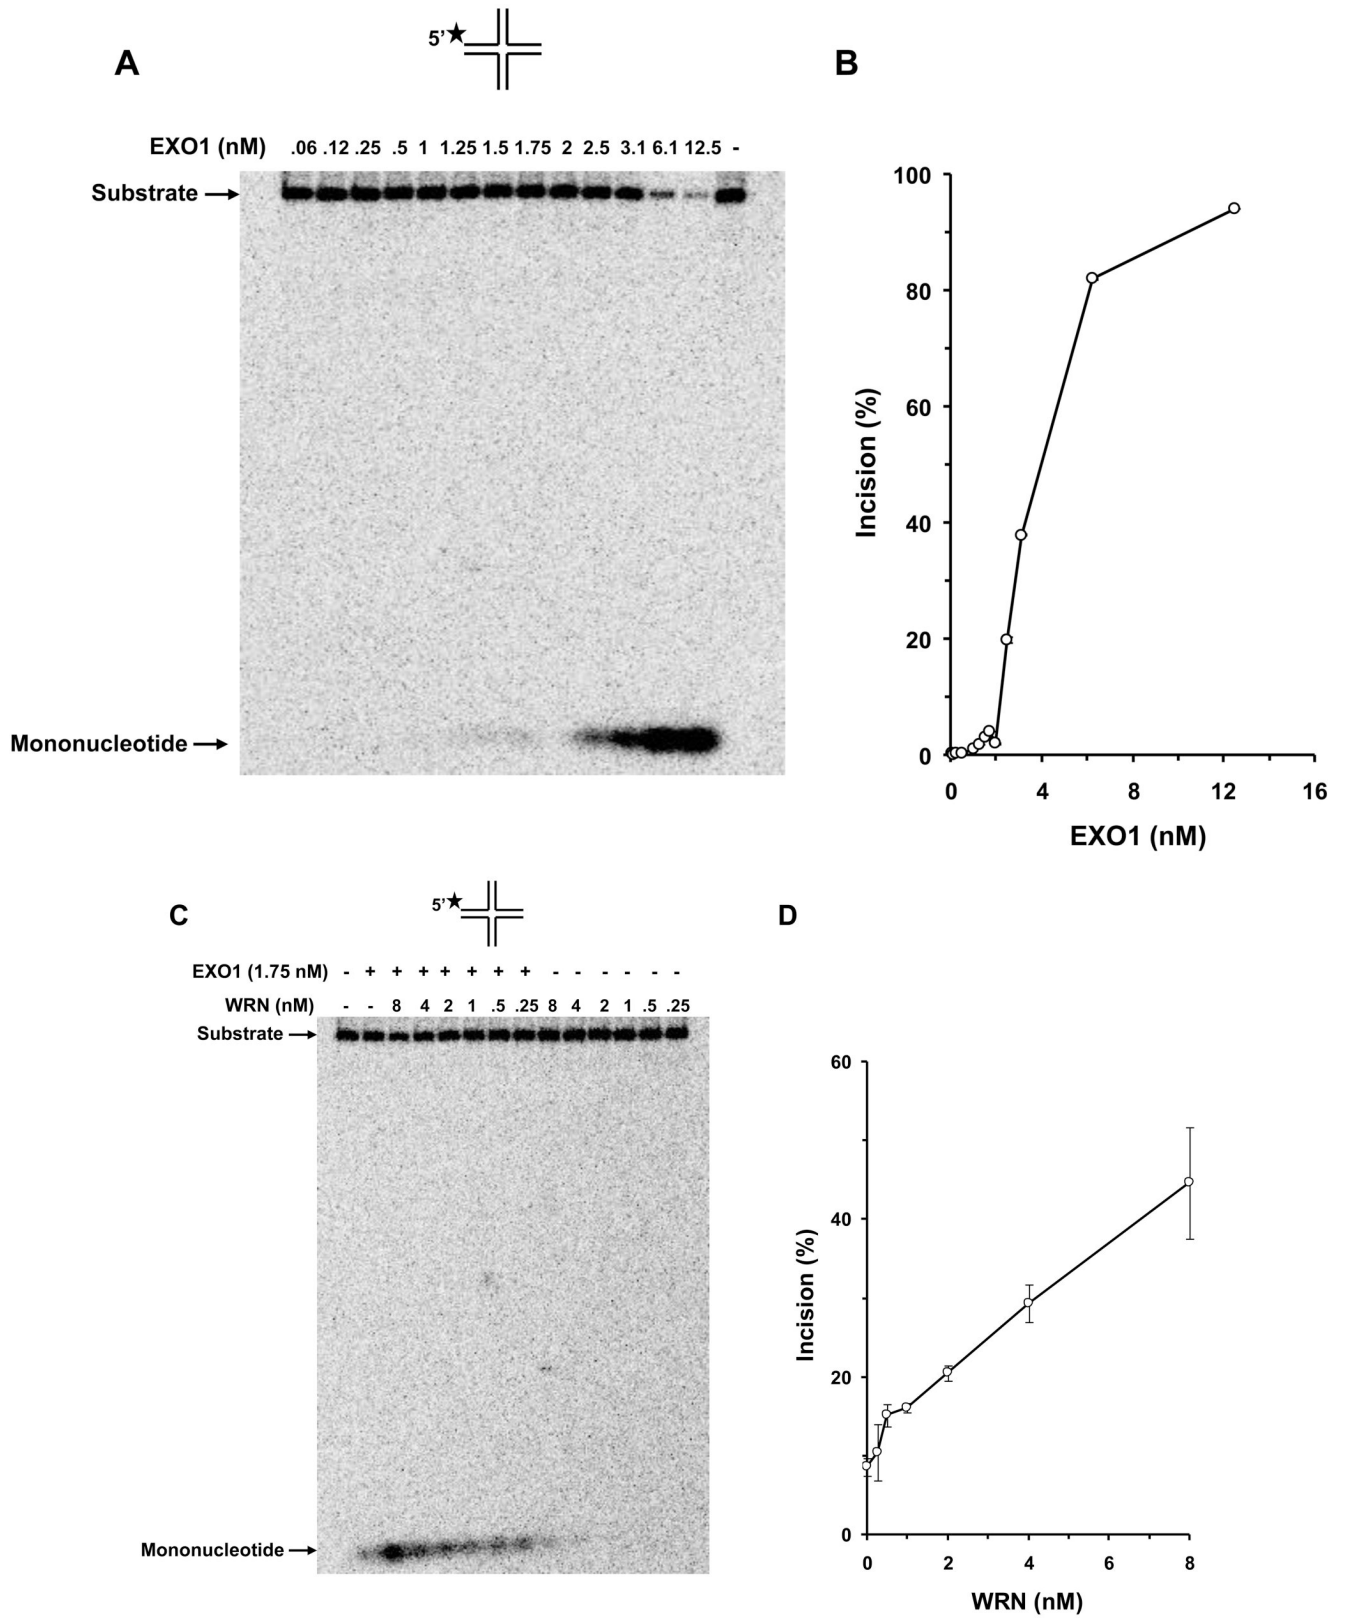 A
5'
B
EXO1 (nM) .06 .12 .25 .5 1 1.25 1.5 1.75 2 2.5 3.1 6.1 12.5 -
Substrate
Mononucleotide
100
80
60
40
20
0
Incision (%)
0 4 8 12 16
EXO1 (nM)
C
5'
D
EXO1 (1.75 nM) - + + + + + + + - - - - - -
WRN (nM) - - 8 4 2 1 .5 .25 8 4 2 1 .5 .25
Substrate
Mononucleotide
60
40
20
0
Incision (%)
0 2 4 6 8
WRN (nM)